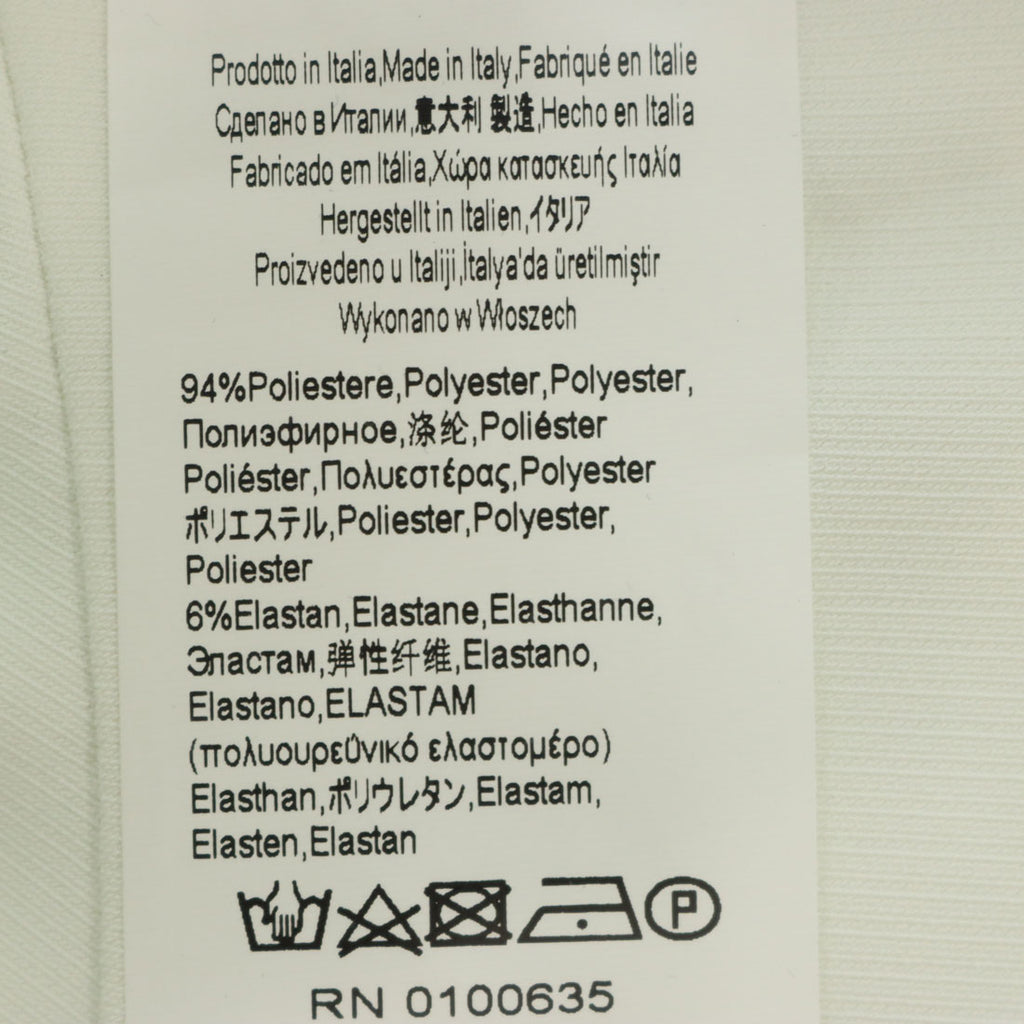 Prodotto in Italia,Made in Italy,Fabriqué en Italie
Сделано в Италии,意大利 製造,Hecho en Italia
Fabricado em Itália,Χώρα κατασκευής Ιταλία
Hergestellt in Italien,イタリア
Proizvedeno u Italiji,İtalya'da üretilmiştir
Wykonano w Włoszech
94%Poliestere,Polyester,Polyester,
Полиэфирное,涤纶,Poliéster
Poliéster,Πολυεστέρας,Polyester
ポリエステル,Poliester,Polyester,
Poliester
6%Elastan,Elastane,Elasthanne,
Эластам,弹性纤维,Elastano,
Elastano,ELASTAM
(πολυουρεΰνικό ελαστομέρο)
Elasthan,ポリウレタン,Elastam,
Elasten,Elastan
P
RN 0100635